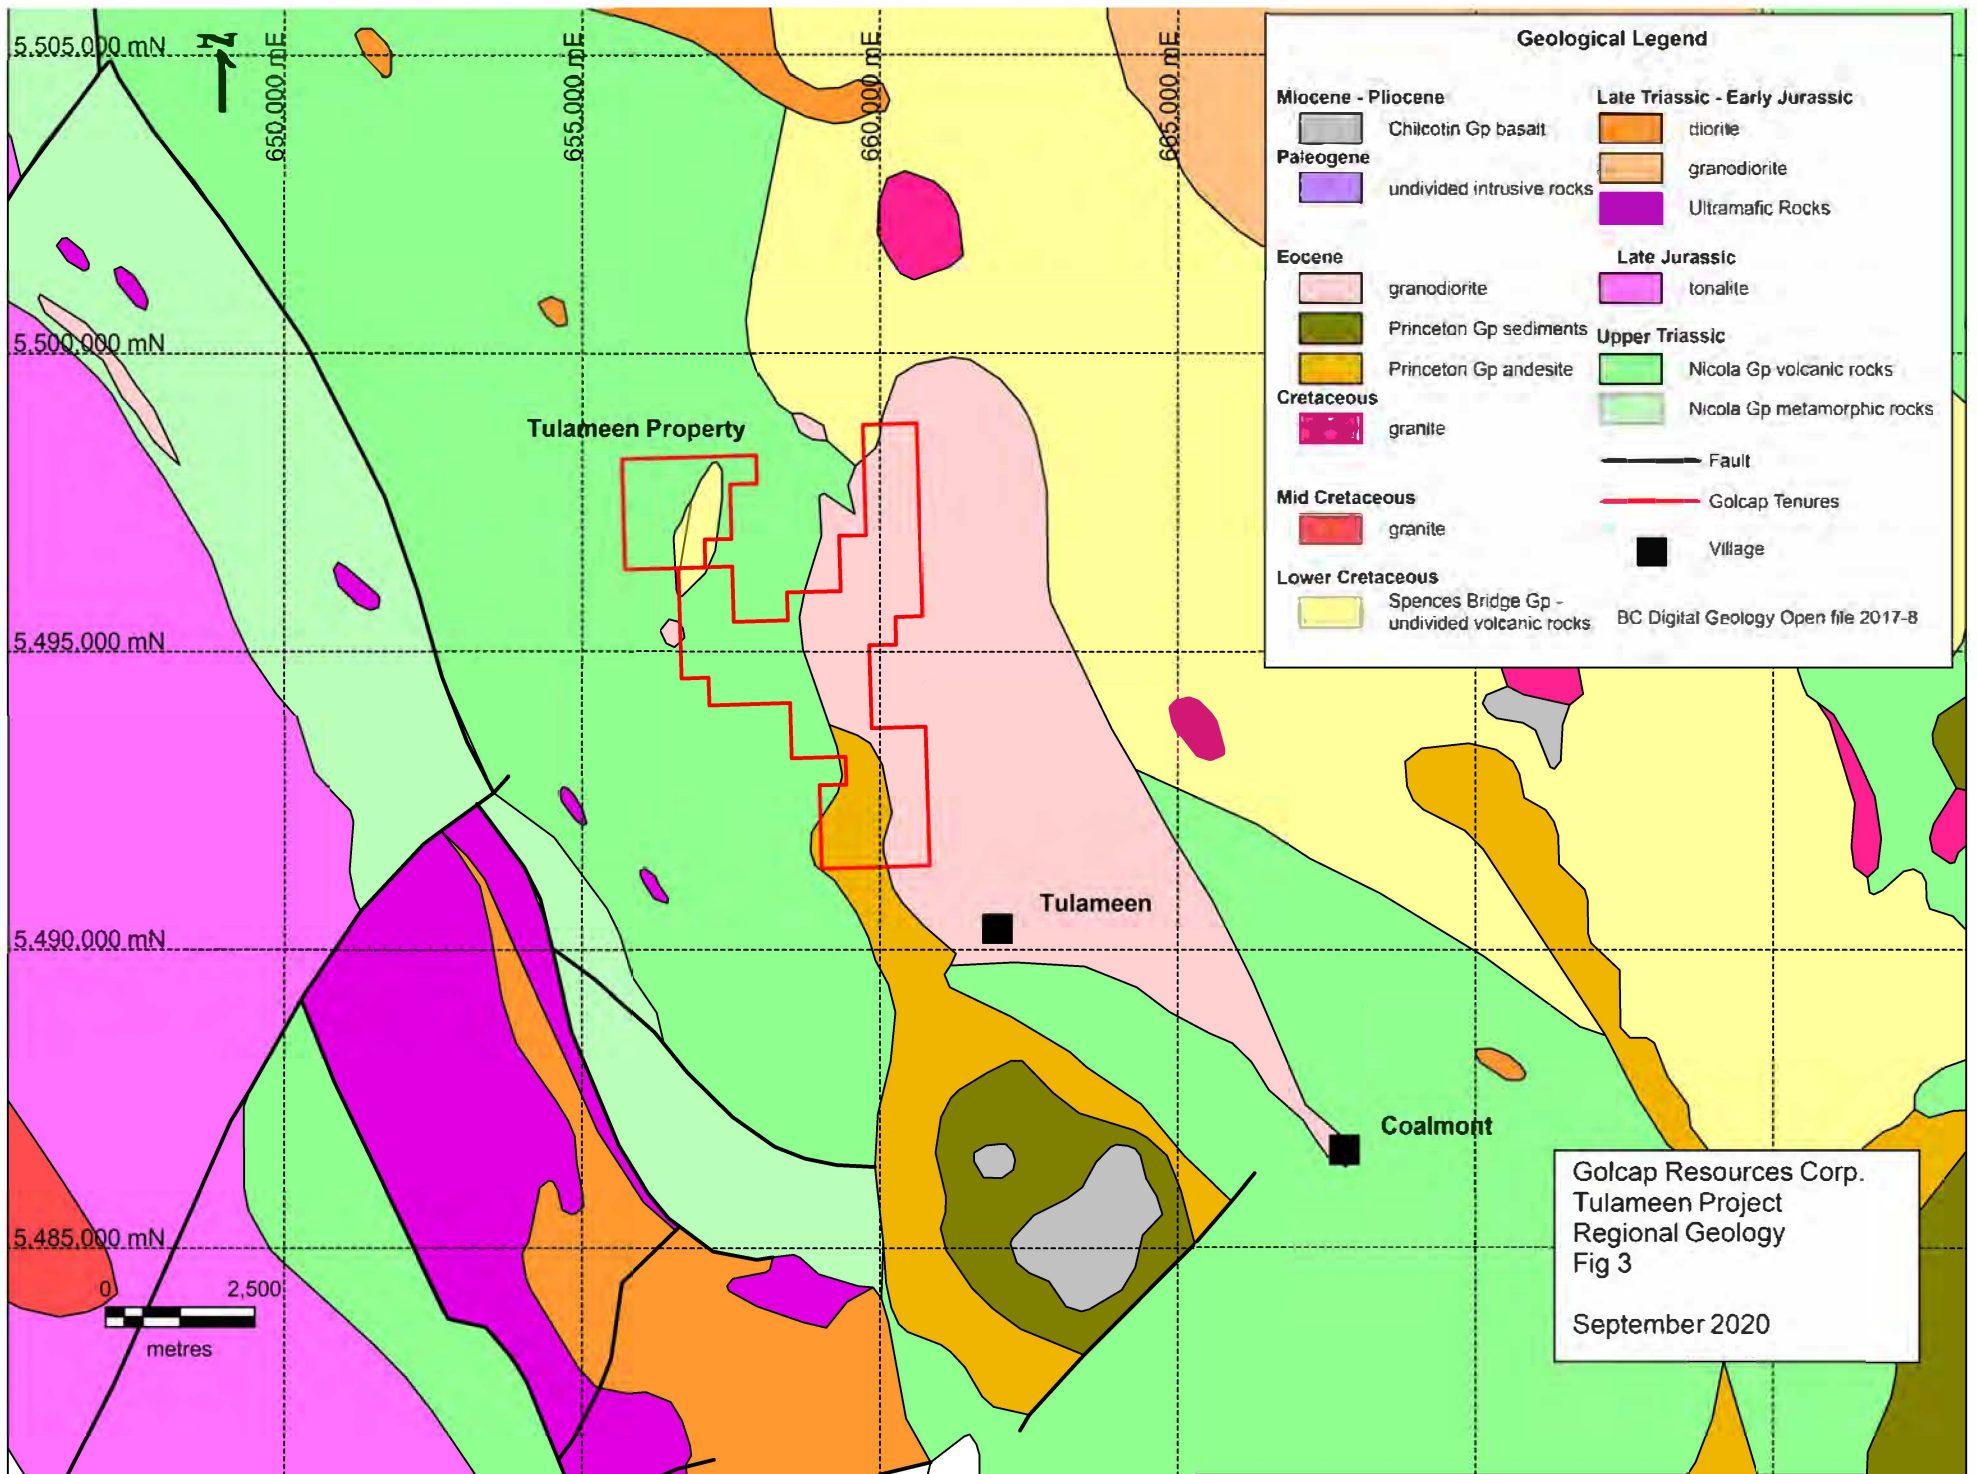 5,505,000 mN
N
650,000 mE
655,000 mE
660,000 mE
665,000 mE
5,500,000 mN
5,495,000 mN
5,490,000 mN
5,485,000 mN
Tulameen Property
Tulameen
Coalmont
0 2,500
metres
Geological Legend
Miocene - Pliocene
Chilcotin Gp basalt
Paleogene
undivided intrusive rocks
Eocene
granodiorite
Princeton Gp sediments
Princeton Gp andesite
Cretaceous
granite
Mid Cretaceous
granite
Lower Cretaceous
Spences Bridge Gp -
undivided volcanic rocks
Late Triassic - Early Jurassic
diorite
granodiorite
Ultramafic Rocks
Late Jurassic
tonalite
Upper Triassic
Nicola Gp volcanic rocks
Nicola Gp metamorphic rocks
Fault
Golcap Tenures
Village
BC Digital Geology Open file 2017-8
Golcap Resources Corp.
Tulameen Project
Regional Geology
Fig 3
September 2020